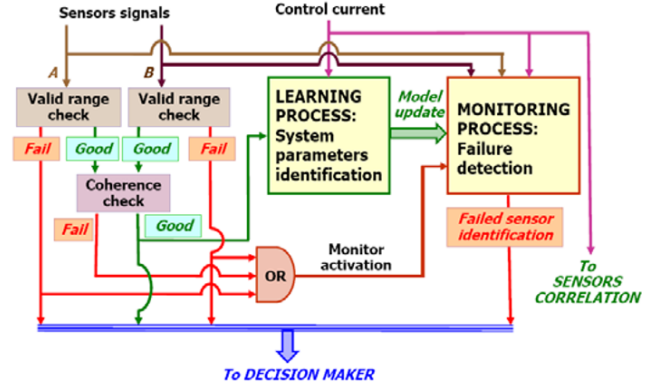 Sensors signals
Control current
A
B
Valid range
check
Valid range
check
LEARNING
PROCESS:
System
parameters
identification
Model
update
MONITORING
PROCESS:
Failure
detection
Fail
Good
Good
Fail
Coherence
check
Fail
Good
Failed sensor
identification
OR
Monitor
activation
To
SENSORS
CORRELATION
To DECISION MAKER